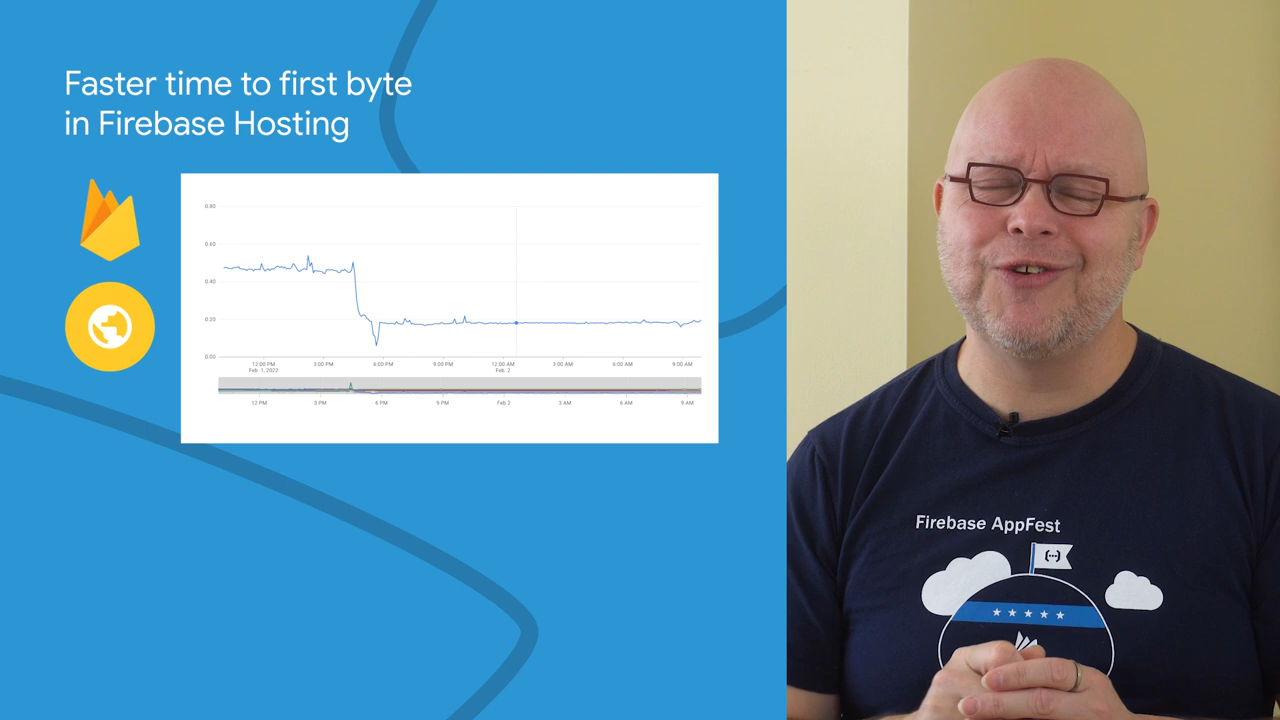 Faster time to first byte
in Firebase Hosting
0.80
0.60
0.40
0.20
0.00
12:00 PM 3:00 PM 6:00 PM 9:00 PM 12:00 AM 3:00 AM 6:00 AM 9:00 AM
Feb 1, 2022 Feb 2
12 PM 3 PM 6 PM 9 PM Feb 2 3 AM 6 AM 9 AM
Firebase AppFest